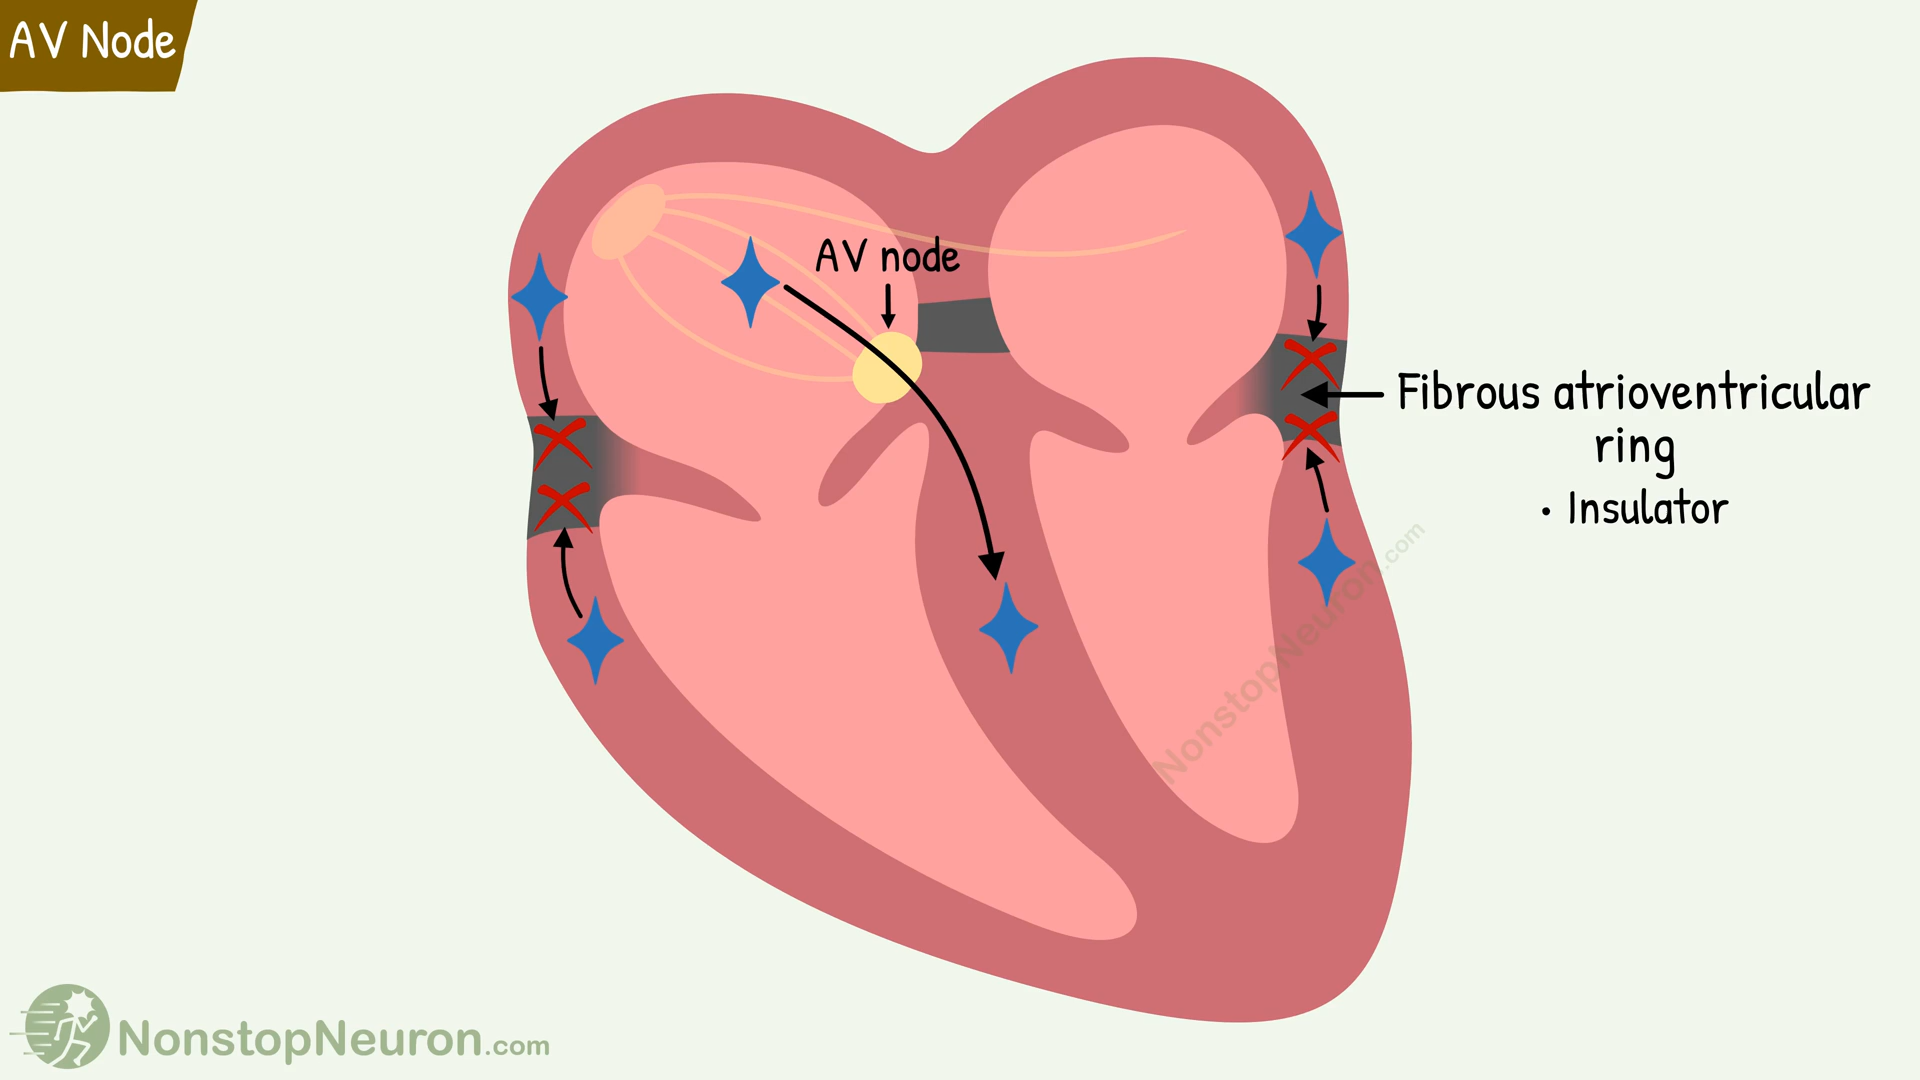 AV Node
AV node
Fibrous atrioventricular
ring
• Insulator
NonstopNeuron.com
NonstopNeuron.com